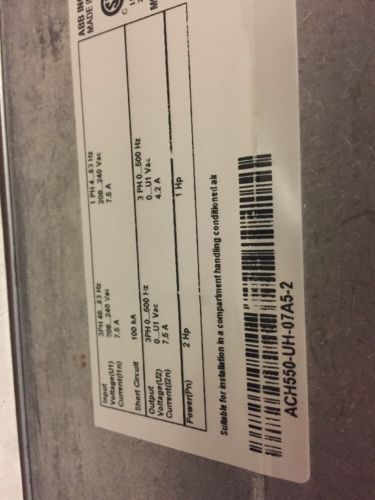 ABB INC
MADE IN
Input 3PH 48...63 Hz 1 PH 4...63 Hz
Voltage(U1) 208...240 Vac 208...240 Vac
Current(I1n) 7.5 A 7.5 A
Short Circuit 100 kA
Output 3PH 0...500 Hz 3 PH 0...500 Hz
Voltage(U2) 0...U1 Vac 0...U1 Vac
Current(I2n) 7.5 A 4.2 A
Power(Pn) 2 Hp 1 Hp
Suitable for installation in a compartment handling conditioned air
ACH550-UH-07A5-2